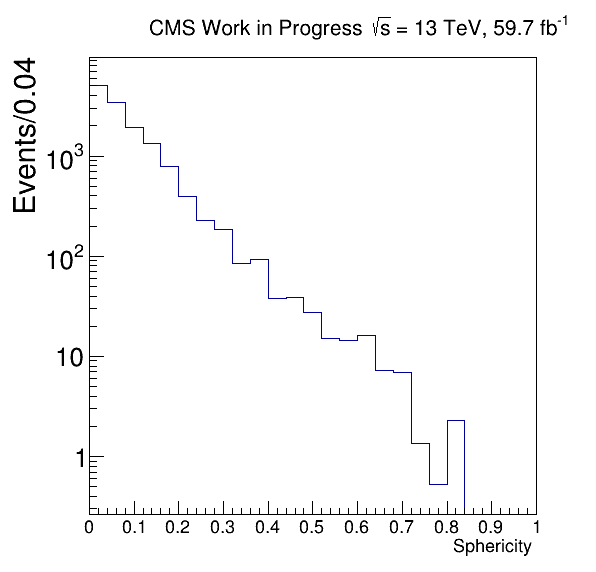 CMS Work in Progress √s = 13 TeV, 59.7 fb⁻¹
Events/0.04
10³
10²
10
1
0 0.1 0.2 0.3 0.4 0.5 0.6 0.7 0.8 0.9 1
Sphericity